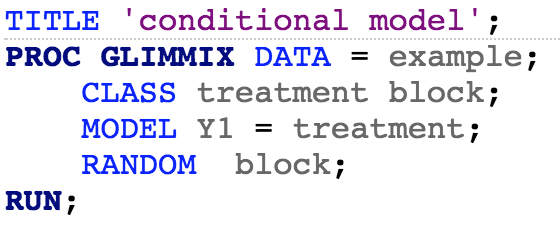 TITLE 'conditional model';
PROC GLIMMIX DATA = example;
    CLASS treatment block;
    MODEL Y1 = treatment;
    RANDOM  block;
RUN;